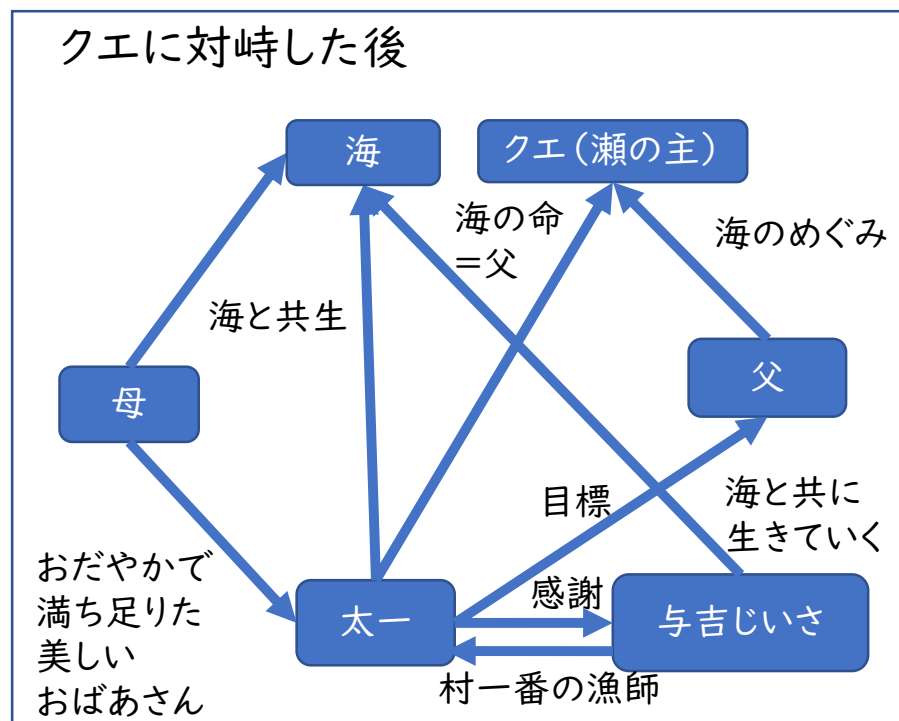 クエに対峙した後
海
クエ(瀬の主)
海の命
=父
海のめぐみ
海と共生
母
父
目標
海と共に
生きていく
おだやかで
満ち足りた
美しい
おばあさん
太一
感謝
与吉じいさ
村一番の漁師